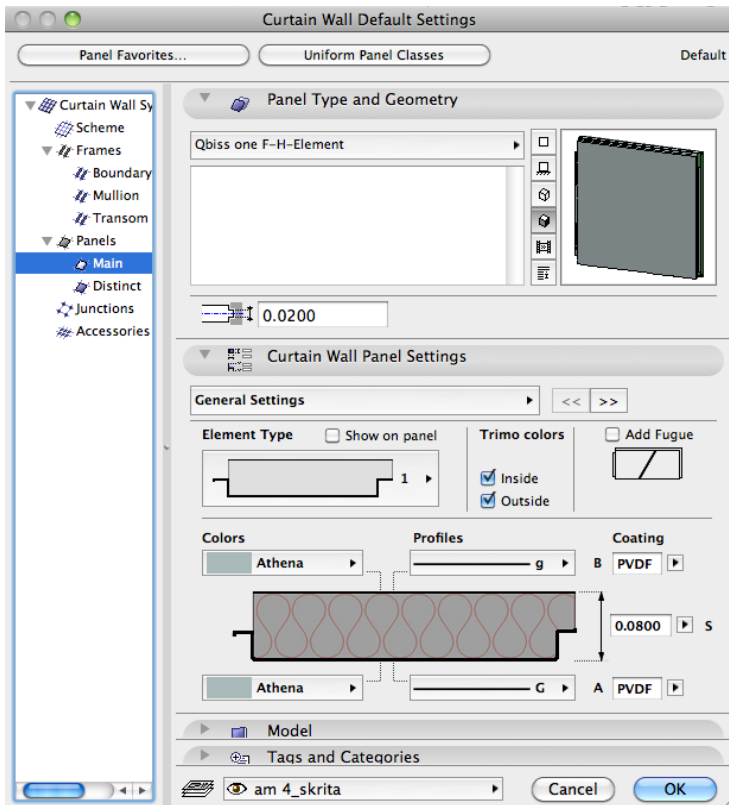 Curtain Wall Default Settings
Panel Favorites... Uniform Panel Classes Default
Curtain Wall Sy
Scheme
Frames
Boundary
Mullion
Transom
Panels
Main
Distinct
Junctions
Accessories
Panel Type and Geometry
Qbiss one F-H-Element
0.0200
Curtain Wall Panel Settings
General Settings << >>
Element Type Show on panel Trimo colors Add Fugue
1 Inside
Outside
Colors Profiles Coating
Athena g B PVDF
0.0800 S
Athena G A PVDF
Model
Tags and Categories
am 4_skrita Cancel OK